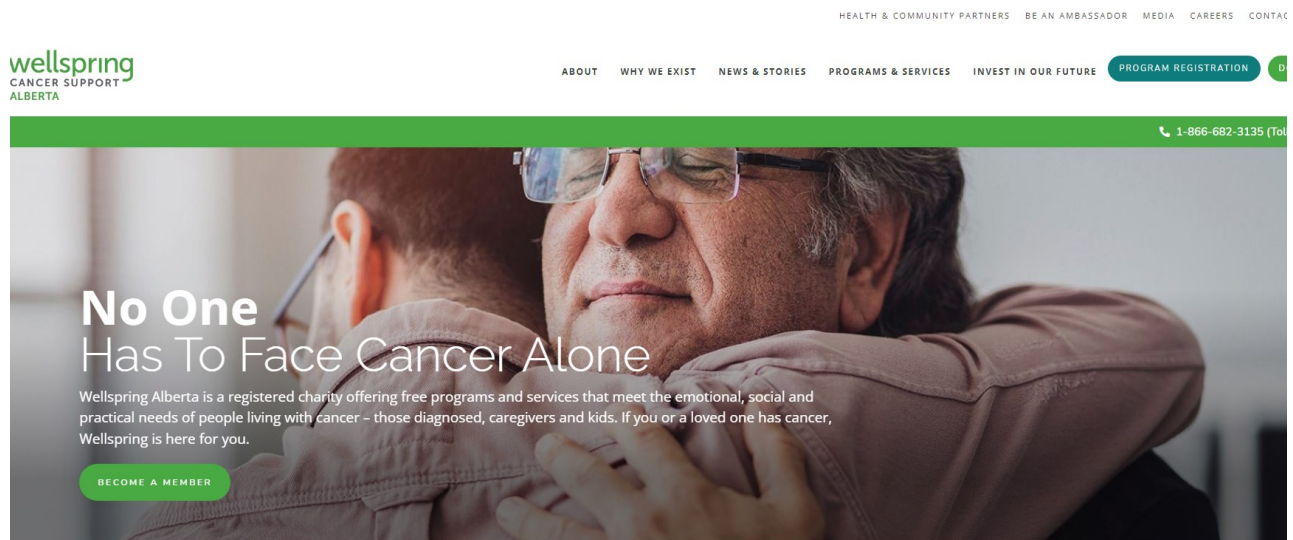 HEALTH & COMMUNITY PARTNERS BE AN AMBASSADOR MEDIA CAREERS
wellspring
CANCER SUPPORT
ALBERTA
ABOUT WHY WE EXIST NEWS & STORIES PROGRAMS & SERVICES INVEST IN OUR FUTURE PROGRAM REGISTRATION
1-866-682-3135
No One
Has To Face Cancer Alone
Wellspring Alberta is a registered charity offering free programs and services that meet the emotional, social and
practical needs of people living with cancer – those diagnosed, caregivers and kids. If you or a loved one has cancer,
Wellspring is here for you.
BECOME A MEMBER